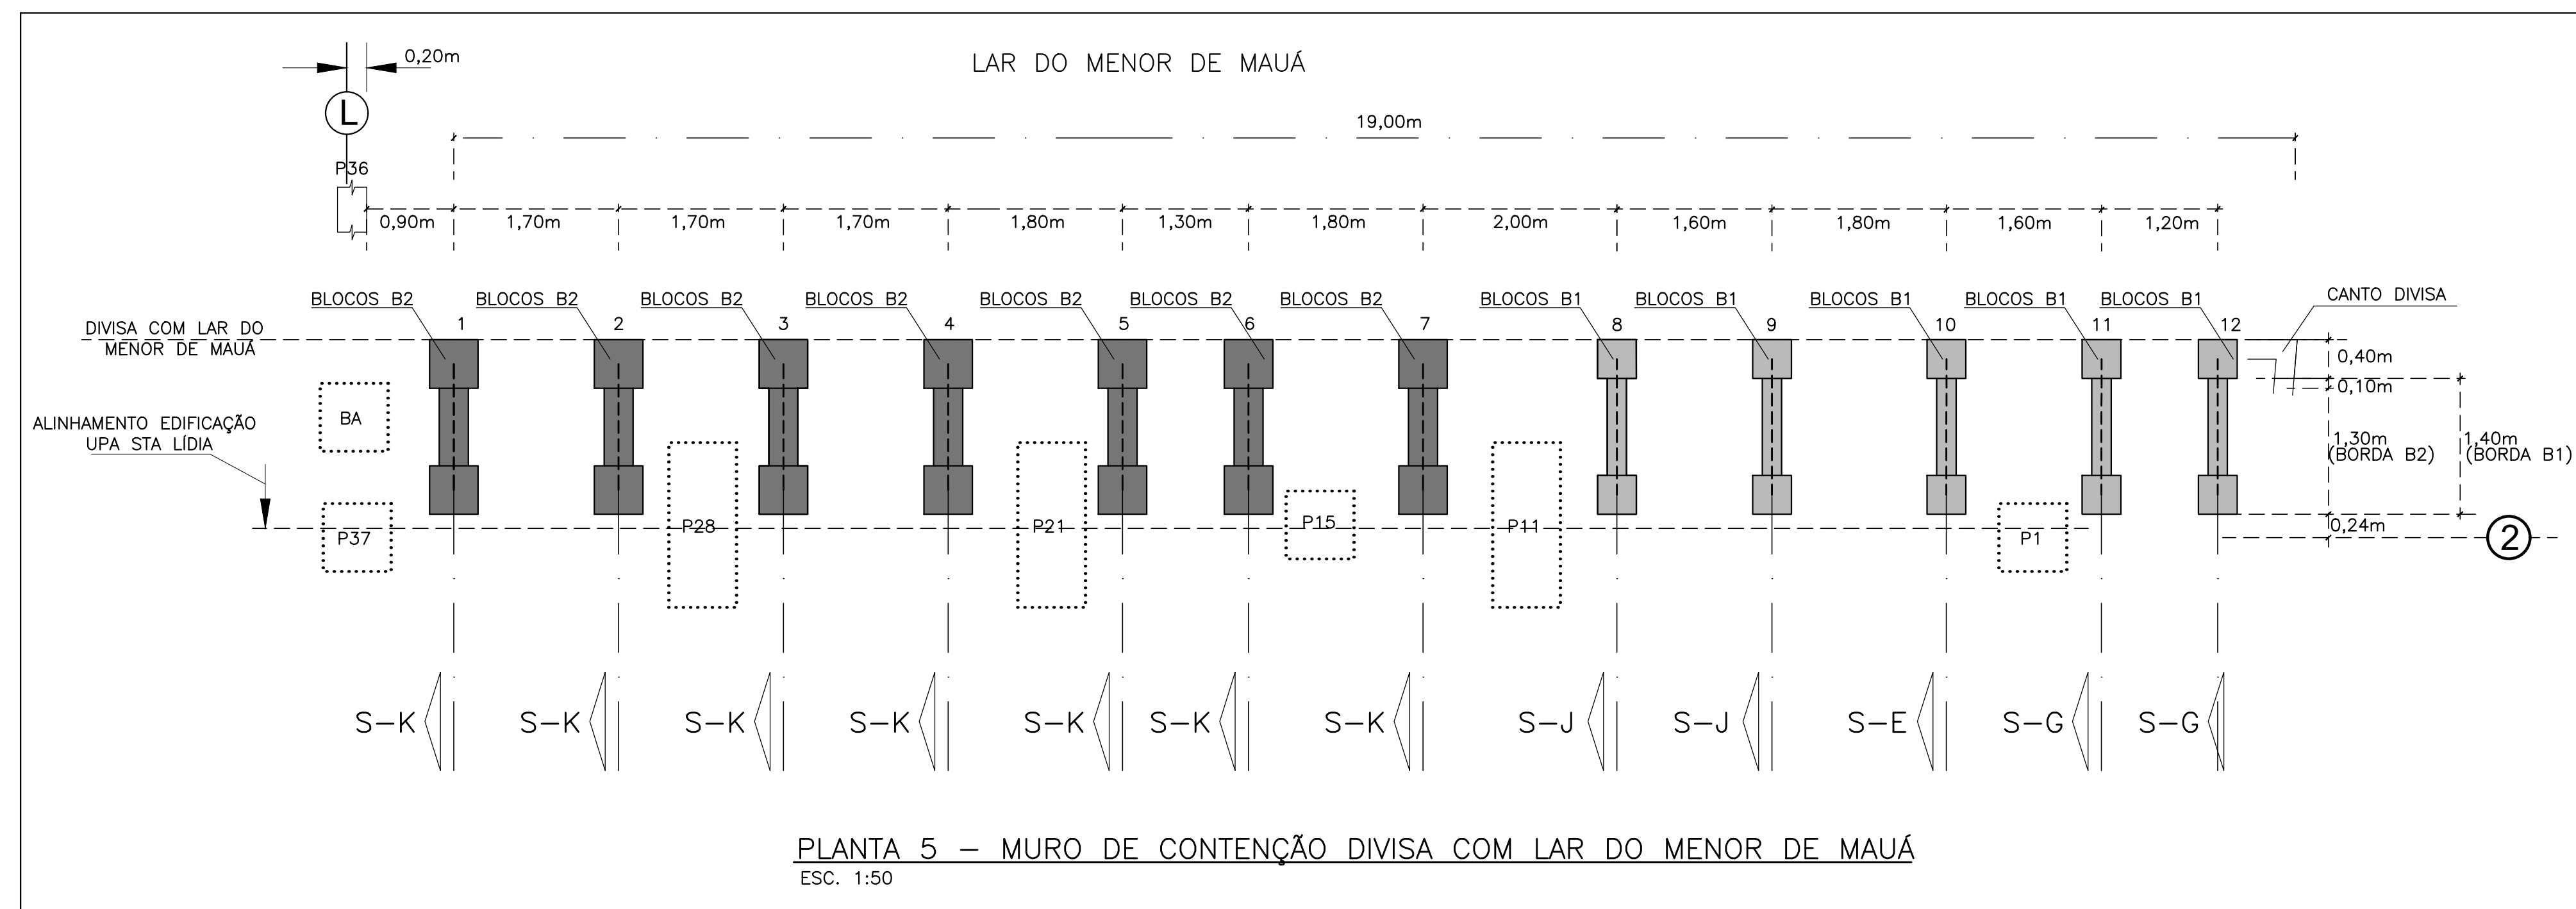 0,20m
LAR DO MENOR DE MAUÁ
L
19,00m
P36
0,90m 1,70m 1,70m 1,70m 1,80m 1,30m 1,80m 2,00m 1,60m 1,80m 1,60m 1,20m
BLOCOS B2 BLOCOS B2 BLOCOS B2 BLOCOS B2 BLOCOS B2 BLOCOS B2 BLOCOS B2 BLOCOS B1 BLOCOS B1 BLOCOS B1 BLOCOS B1 BLOCOS B1
CANTO DIVISA
1 2 3 4 5 6 7 8 9 10 11 12
DIVISA COM LAR DO
MENOR DE MAUÁ
0,40m
0,10m
BA
ALINHAMENTO EDIFICAÇÃO
UPA STA LÍDIA
1,30m
(BORDA B2)
1,40m
(BORDA B1)
P37 P28 P21 P15 P11 P1
0,24m
2
S-K S-K S-K S-K S-K S-K S-K S-J S-J S-E S-G S-G
PLANTA 5 - MURO DE CONTENÇÃO DIVISA COM LAR DO MENOR DE MAUÁ
ESC. 1:50